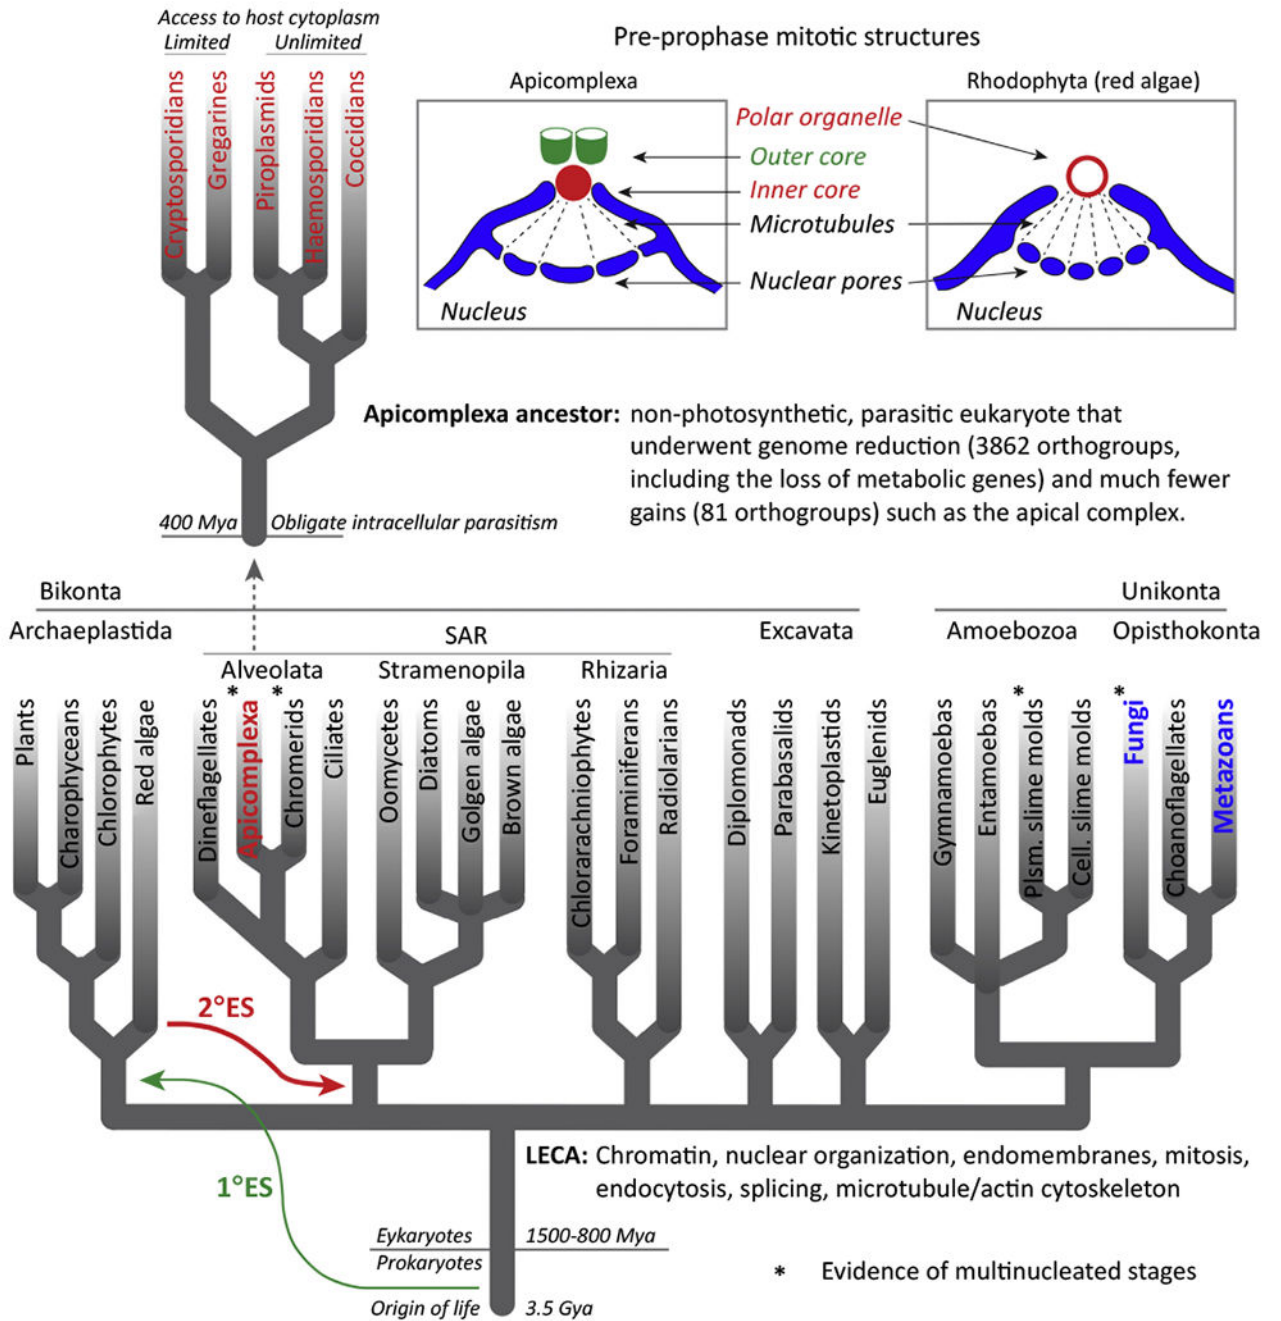 Access to host cytoplasm
Limited
Unlimited
Cryptosporidians
Gregarines
Piroplasmids
Haemosporidians
Coccidians
Pre-prophase mitotic structures
Apicomplexa
Rhodophyta (red algae)
Polar organelle
Outer core
Inner core
Microtubules
Nuclear pores
Nucleus
Nucleus
Apicomplexa ancestor: non-photosynthetic, parasitic eukaryote that
underwent genome reduction (3862 orthogroups,
including the loss of metabolic genes) and much fewer
gains (81 orthogroups) such as the apical complex.
400 Mya
Obligate intracellular parasitism
Bikonta
Unikonta
Archaeplastida
SAR
Excavata
Amoebozoa
Opisthokonta
Alveolata
Stramenopila
Rhizaria
Plants
Charophyceans
Chlorophytes
Red algae
Dineflagellates
*
Apicomplexa
*
Chromerids
Ciliates
Oomycetes
Diatoms
Golgen algae
Brown algae
Chlorarachniophytes
Foraminiferans
Radiolarians
Diplomonads
Parabasalids
Kinetoplastids
Euglenids
Gymnamoebas
Entamoebas
*
Plsm. slime molds
Cell. slime molds
*
Fungi
Choanoflagellates
Metazoans
2°ES
1°ES
LECA: Chromatin, nuclear organization, endomembranes, mitosis,
endocytosis, splicing, microtubule/actin cytoskeleton
Eykaryotes
1500-800 Mya
Prokaryotes
Origin of life
3.5 Gya
* Evidence of multinucleated stages